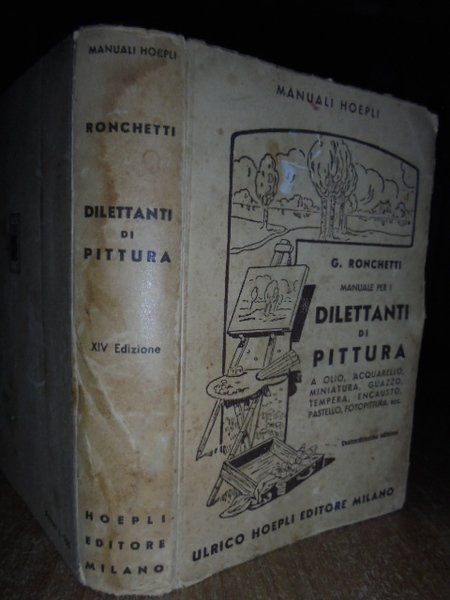 MANUALI HOEPLI
RONCHETTI
DILETTANTI
DI
PITTURA
XIV Edizione
HOEPLI-
EDITORE
MILANO
MANUALI HOEPLI
G. RONCHETTI
MANUALE PER I
DILETTANTI
DI
PITTURA
A OLIO, ACQUARELLO,
MINIATURA, GUAZZO,
TEMPERA, ENCAUSTO,
PASTELLO, FOTOPITTURA, ecc.
ULRICO HOEPLI EDITORE MILANO